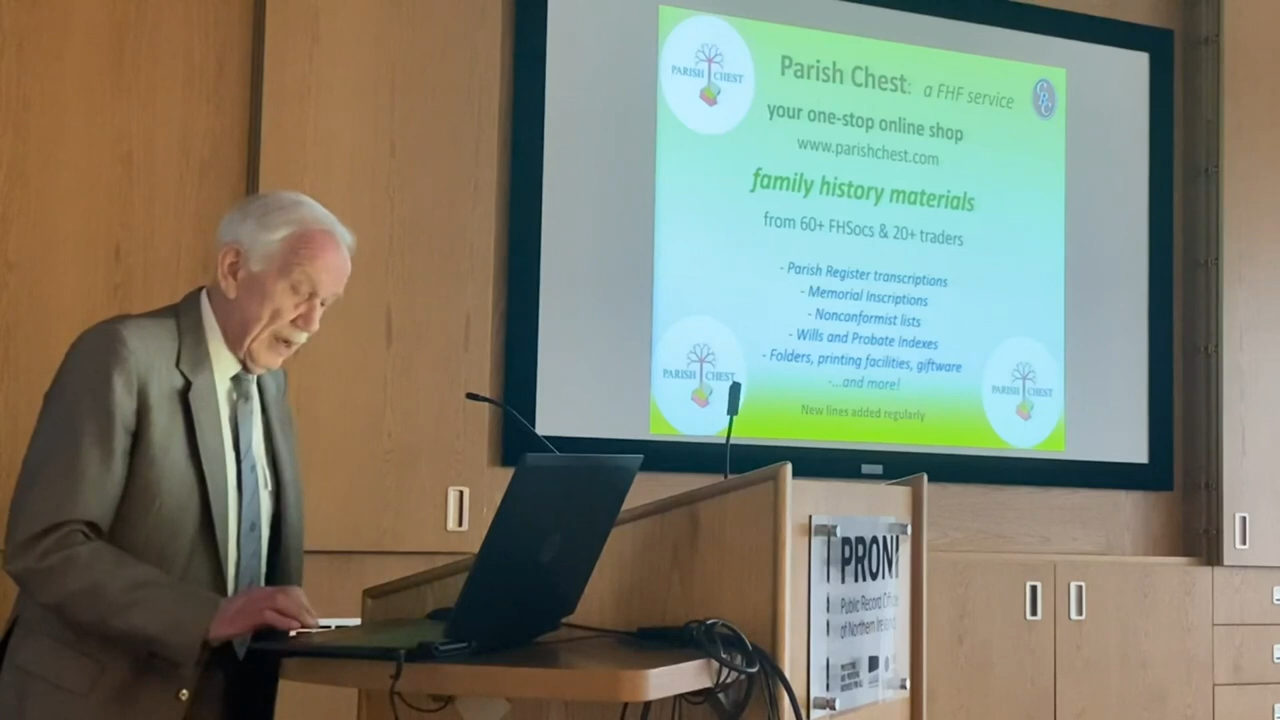 PARISH CHEST
Parish Chest: a FHF service
CPC
your one-stop online shop
www.parishchest.com
family history materials
from 60+ FHSocs & 20+ traders
- Parish Register transcriptions
- Memorial Inscriptions
- Nonconformist lists
- Wills and Probate Indexes
- Folders, printing facilities, giftware
-...and more!
New lines added regularly
PARISH CHEST
PARISH CHEST
PRONI
Public Record Office
of Northern Ireland